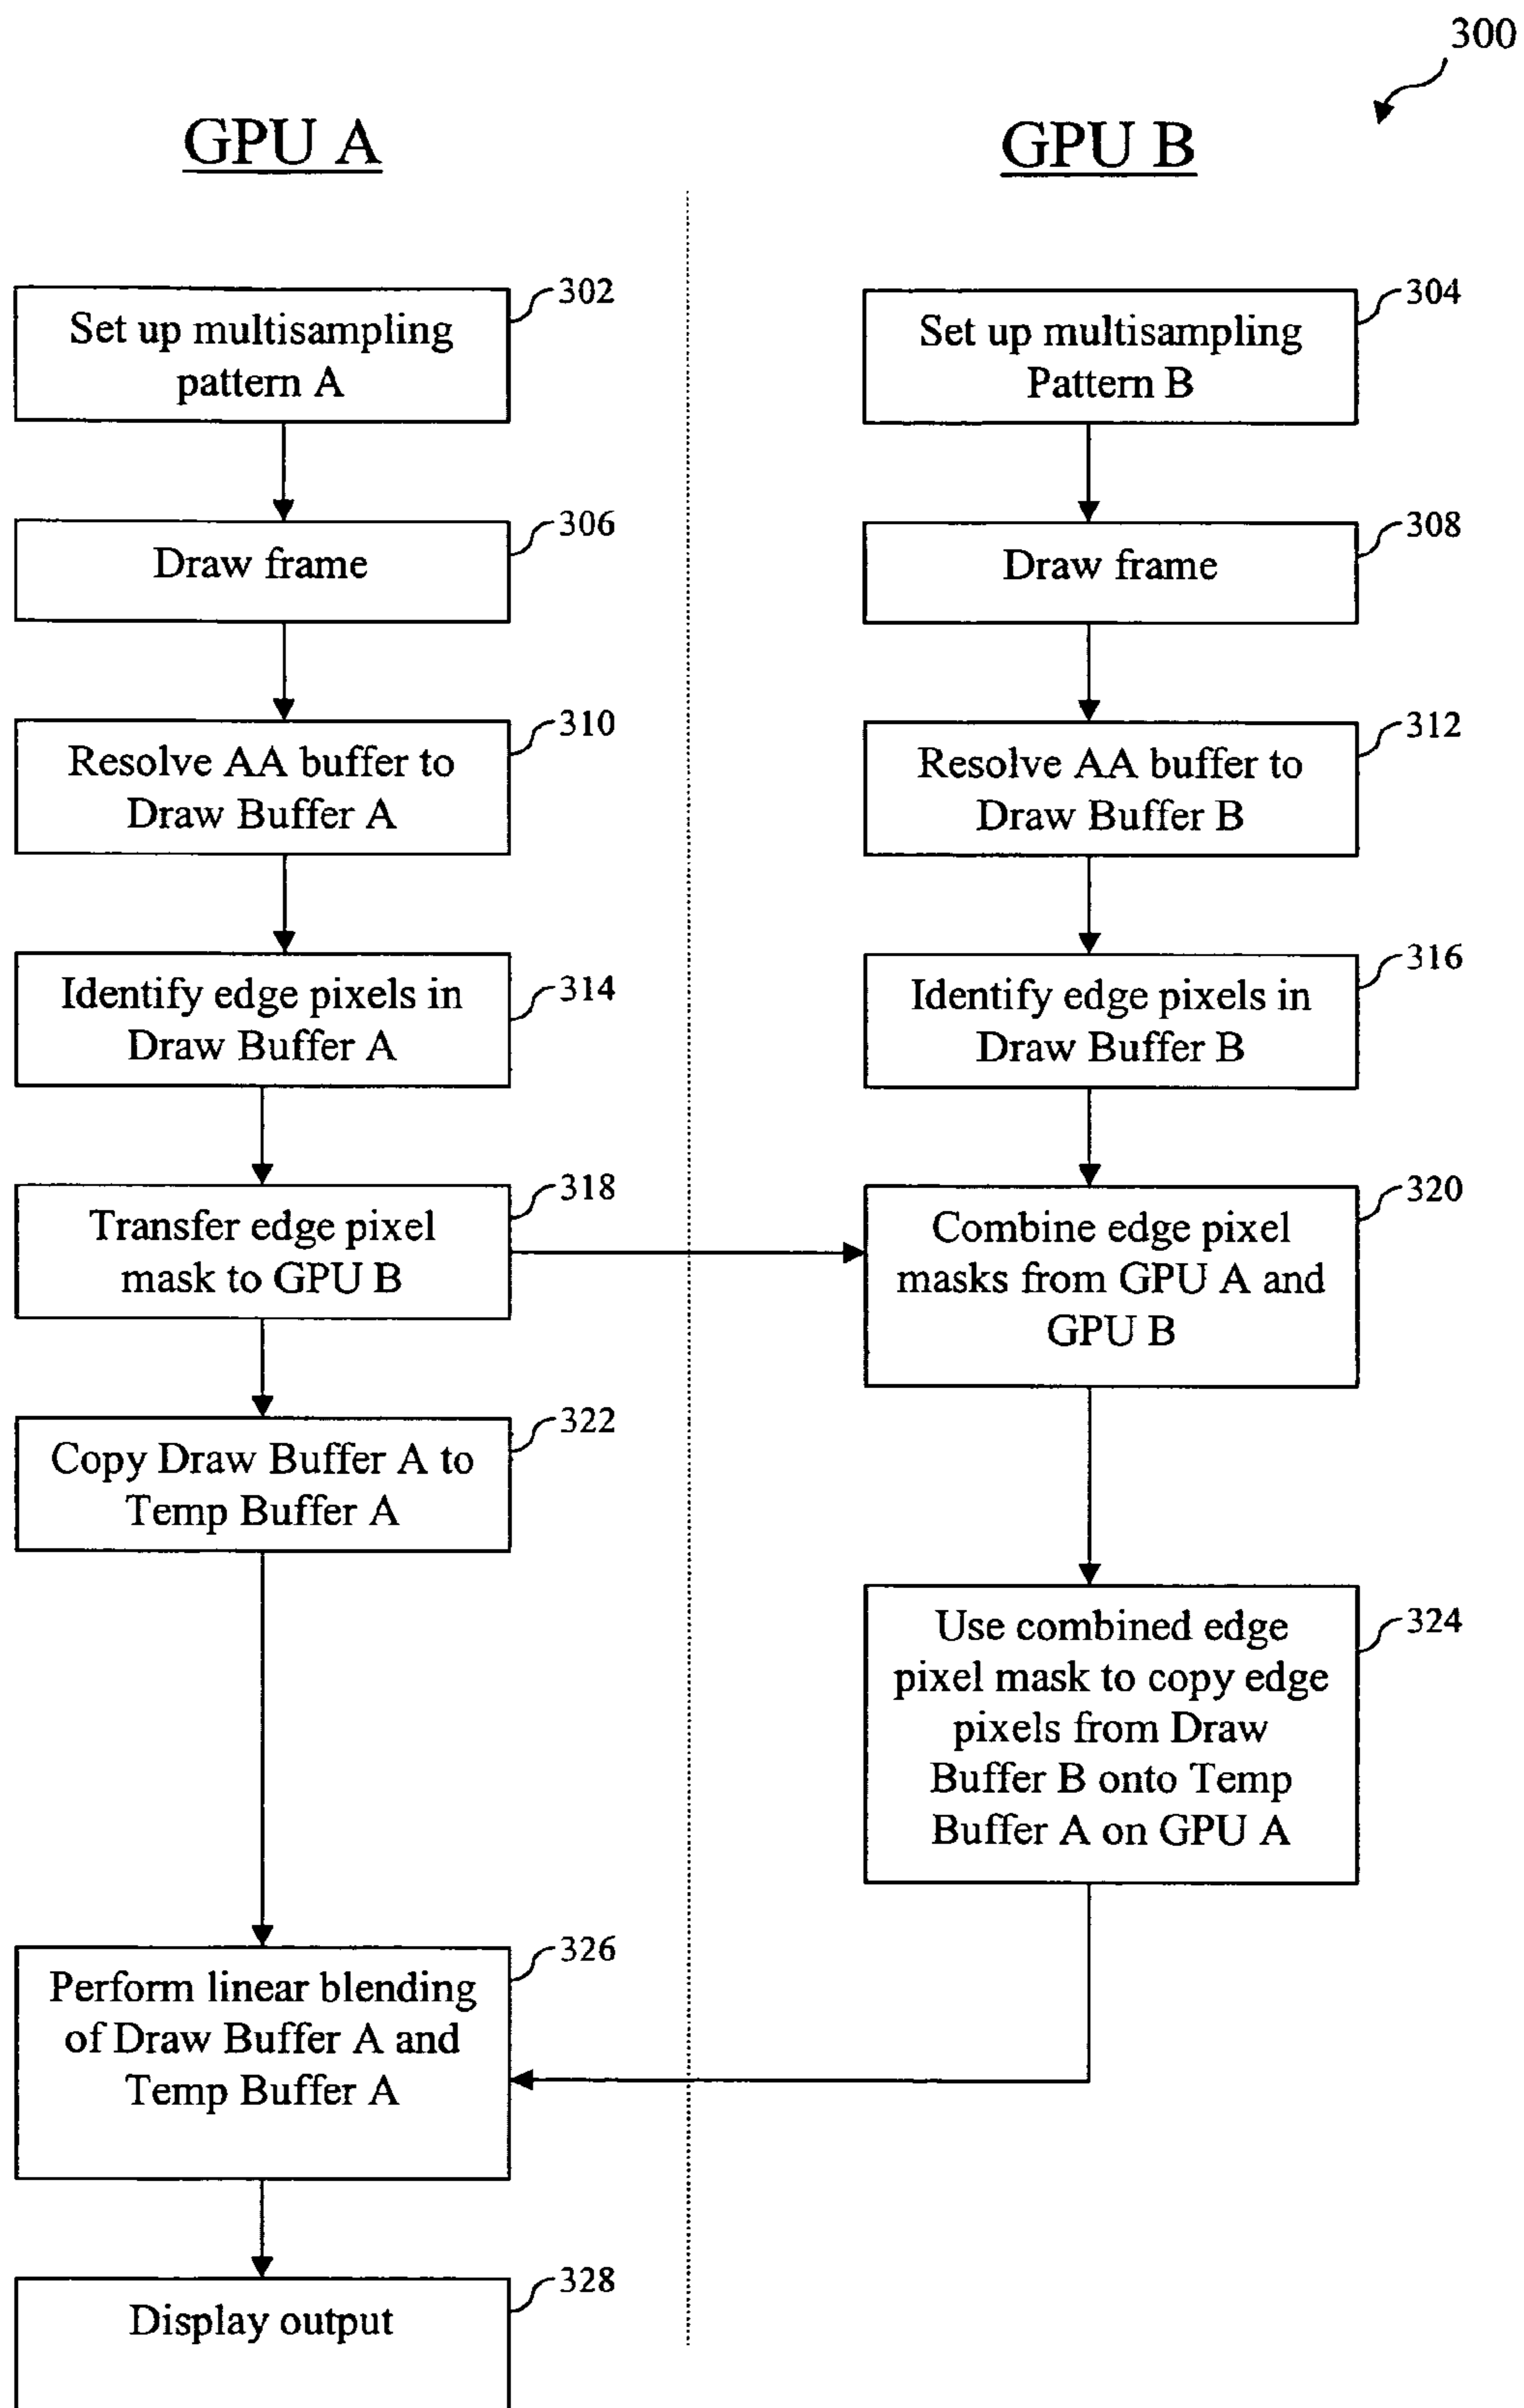 300
GPU A
GPU B
302
Set up multisampling
pattern A
304
Set up multisampling
Pattern B
306
Draw frame
308
Draw frame
310
Resolve AA buffer to
Draw Buffer A
312
Resolve AA buffer to
Draw Buffer B
314
Identify edge pixels in
Draw Buffer A
316
Identify edge pixels in
Draw Buffer B
318
Transfer edge pixel
mask to GPU B
320
Combine edge pixel
masks from GPU A and
GPU B
322
Copy Draw Buffer A to
Temp Buffer A
324
Use combined edge
pixel mask to copy edge
pixels from Draw
Buffer B onto Temp
Buffer A on GPU A
326
Perform linear blending
of Draw Buffer A and
Temp Buffer A
328
Display output